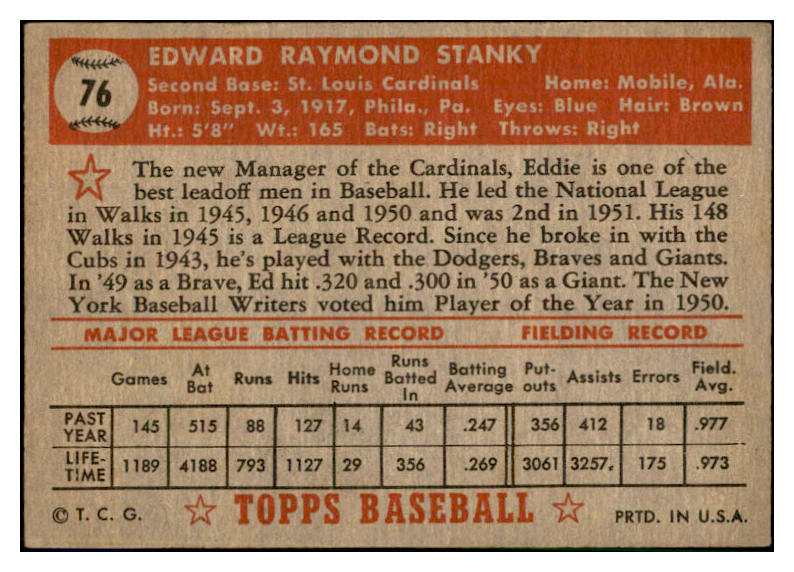 76
EDWARD RAYMOND STANKY
Second Base: St. Louis Cardinals Home: Mobile, Ala.
Born: Sept. 3, 1917, Phila., Pa. Eyes: Blue Hair: Brown
Ht.: 5'8" Wt.: 165 Bats: Right Throws: Right
The new Manager of the Cardinals, Eddie is one of the
best leadoff men in Baseball. He led the National League
in Walks in 1945, 1946 and 1950 and was 2nd in 1951. His 148
Walks in 1945 is a League Record. Since he broke in with the
Cubs in 1943, he's played with the Dodgers, Braves and Giants.
In '49 as a Brave, Ed hit .320 and .300 in '50 as a Giant. The New
York Baseball Writers voted him Player of the Year in 1950.
MAJOR LEAGUE BATTING RECORD FIELDING RECORD
Games At Bat Runs Hits Home Runs Runs Batted In Batting Average Put-outs Assists Errors Field. Avg.
PAST YEAR 145 515 88 127 14 43 .247 356 412 18 .977
LIFE-TIME 1189 4188 793 1127 29 356 .269 3061 3257. 175 .973
© T. C. G. TOPPS BASEBALL PRTD. IN U.S.A.